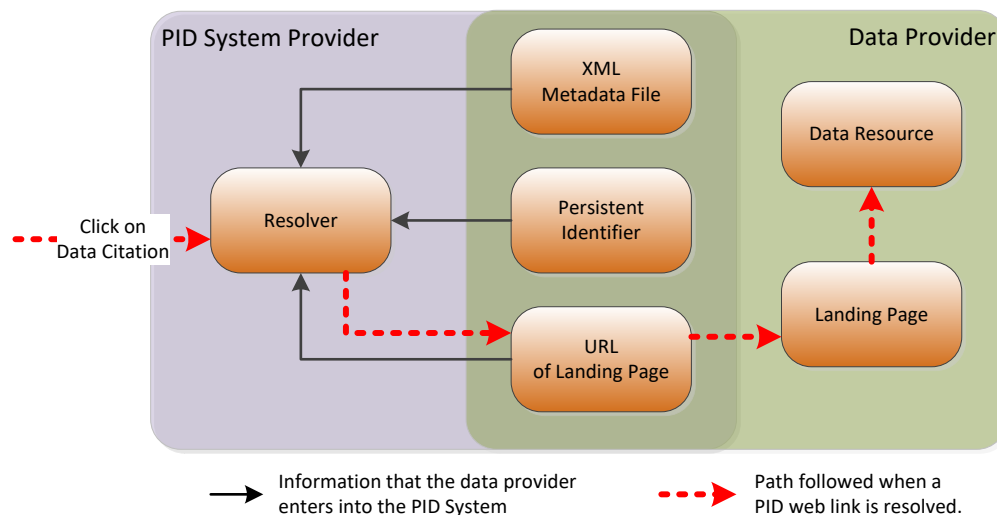 PID System Provider
Data Provider
XML
Metadata File
Data Resource
Resolver
Persistent
Identifier
Click on
Data Citation
URL
of Landing Page
Landing Page
Information that the data provider
enters into the PID System
Path followed when a
PID web link is resolved.